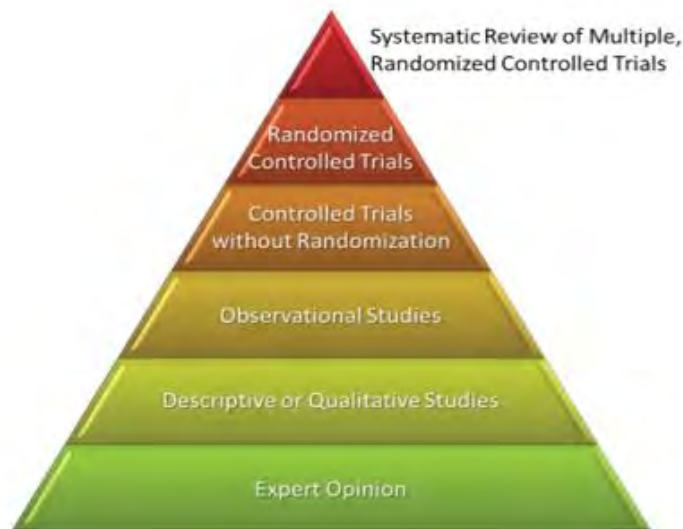 Systematic Review of Multiple,
Randomized Controlled Trials
Randomized
Controlled Trials
Controlled Trials
without Randomization
Observational Studies
Descriptive or Qualitative Studies
Expert Opinion